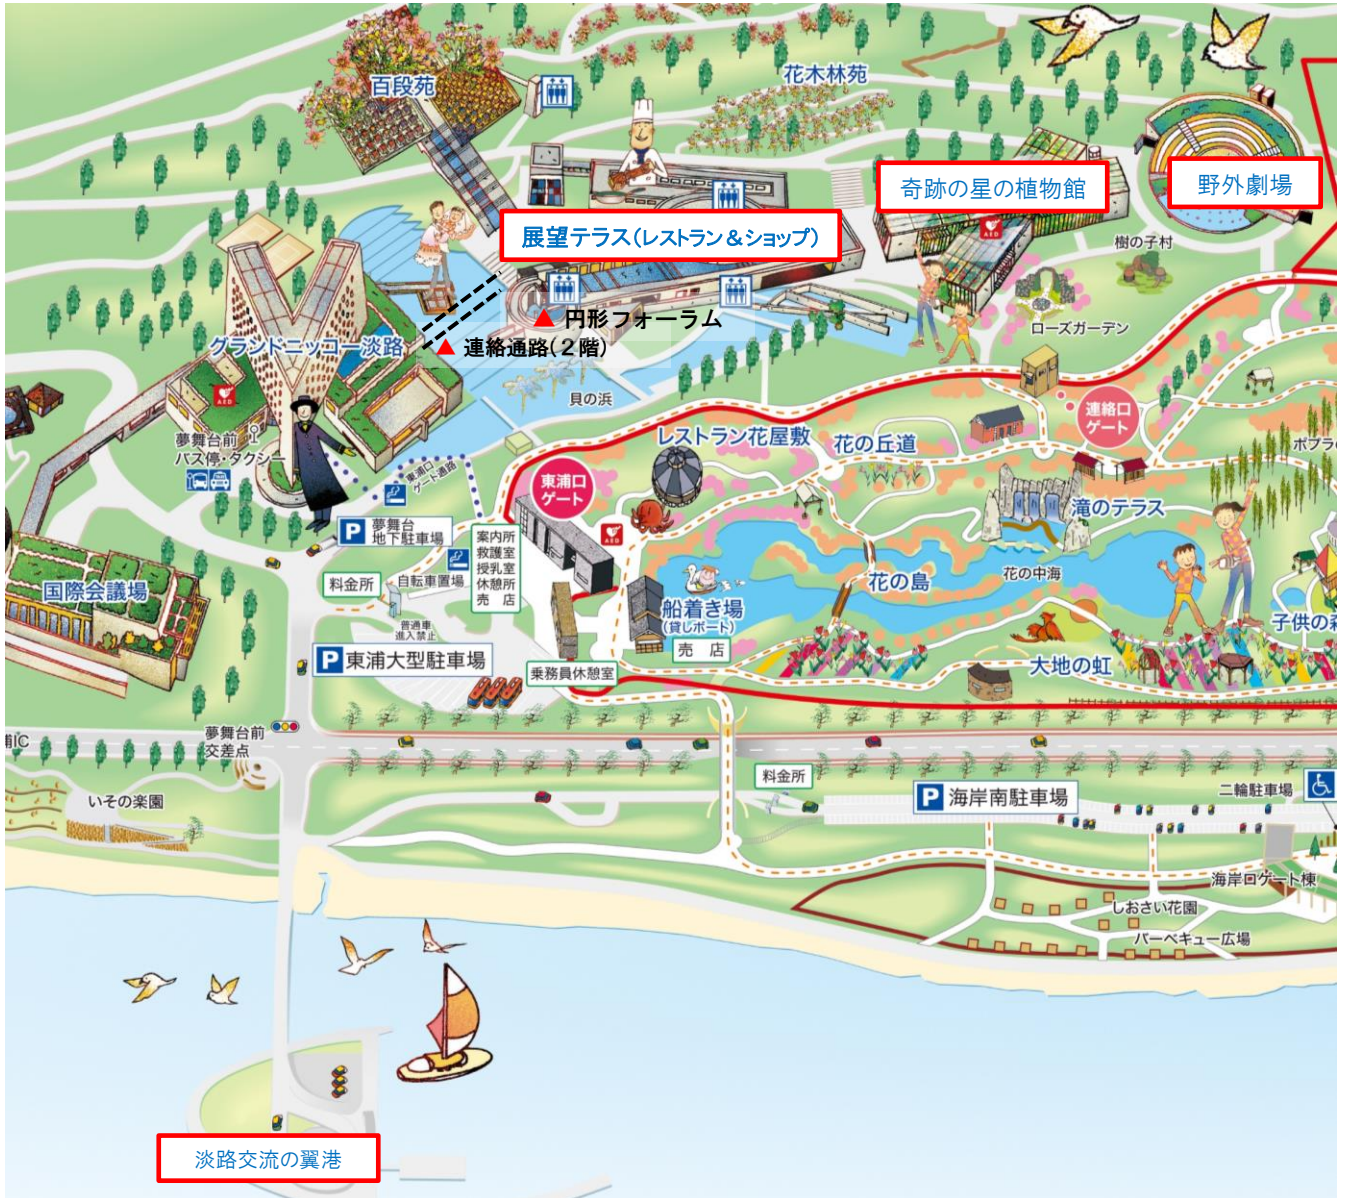 百段苑
花木林苑
奇跡の星の植物館
野外劇場
展望テラス(レストラン&ショップ)
AED
樹の子村
ローズガーデン
▲ 円形フォーラム
▲ 連絡通路(2階)
グランドニッコー淡路
AED
貝の浜
夢舞台前
バス停・タクシー
東浦口
ゲート通路
レストラン花屋敷
花の丘道
連絡口
ゲート
ポプラの
東浦口
ゲート
AED
P 夢舞台
地下駐車場
案内所
救護室
授乳室
休憩所
売 店
滝のテラス
料金所
自転車置場
普通車
進入禁止
国際会議場
花の島
花の中海
船着き場
(貸しボート)
売 店
子供の森
P 東浦大型駐車場
乗務員休憩室
大地の虹
夢舞台前
交差点
浦IC
いその楽園
料金所
P 海岸南駐車場
二輪駐車場
海岸口ゲート棟
しおさい花園
バーベキュー広場
淡路交流の翼港